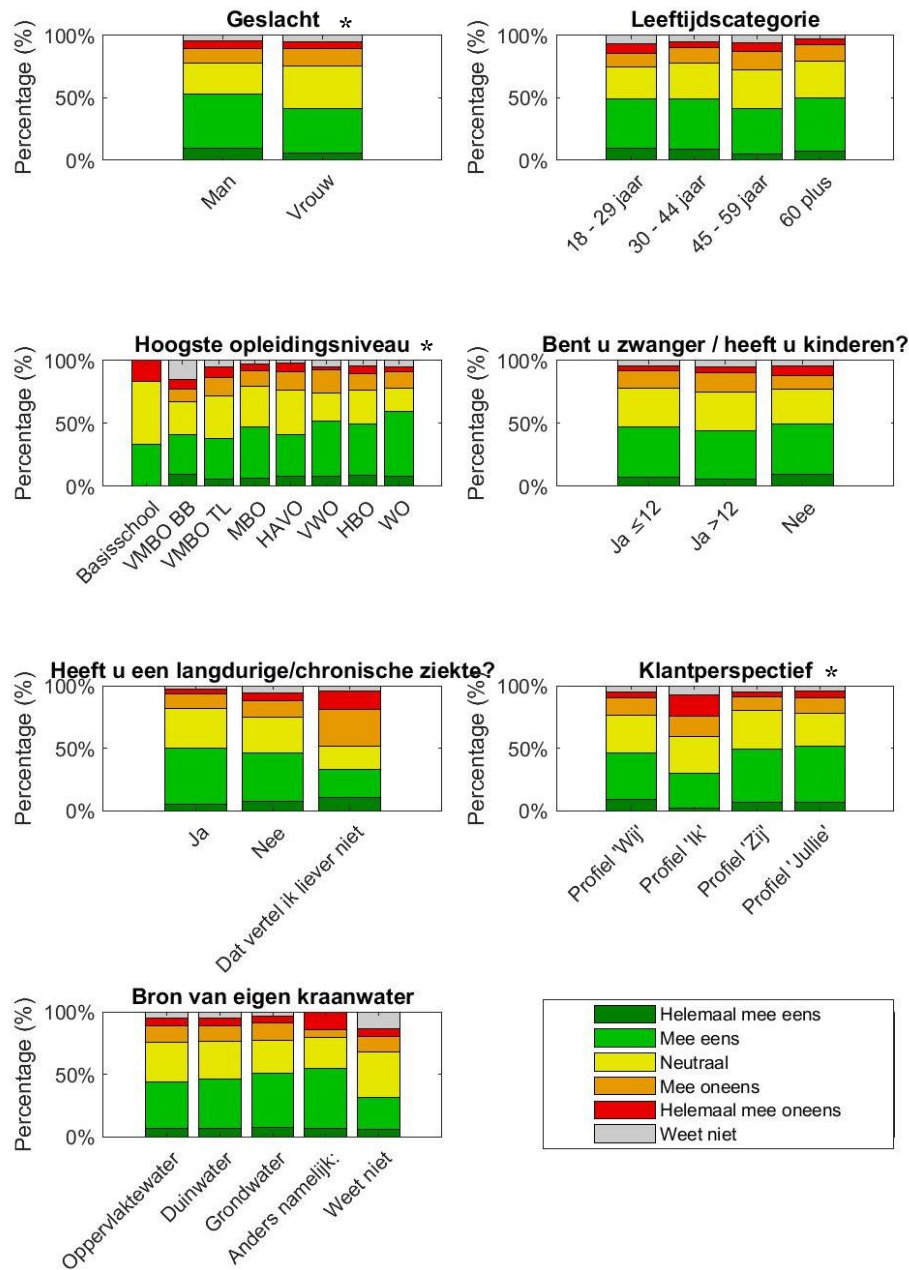 Geslacht *
Percentage (%)
100%
50%
0%
Man
Vrouw
Leeftijdscategorie
Percentage (%)
100%
50%
0%
18 - 29 jaar
30 - 44 jaar
45 - 59 jaar
60 plus
Hoogste opleidingsniveau *
Percentage (%)
100%
50%
0%
Basisschool
VMBO BB
VMBO TL
MBO
HAVO
VWO
HBO
WO
Bent u zwanger / heeft u kinderen?
Percentage (%)
100%
50%
0%
Ja ≤12
Ja >12
Nee
Heeft u een langdurige/chronische ziekte?
Percentage (%)
100%
50%
0%
Ja
Nee
Dat vertel ik liever niet
Klantperspectief *
Percentage (%)
100%
50%
0%
Profiel 'Wij'
Profiel 'Ik'
Profiel 'Zij'
Profiel 'Jullie'
Bron van eigen kraanwater
Percentage (%)
100%
50%
0%
Oppervlaktewater
Duinwater
Grondwater
Anders namelijk:
Weet niet
Helemaal mee eens
Mee eens
Neutraal
Mee oneens
Helemaal mee oneens
Weet niet